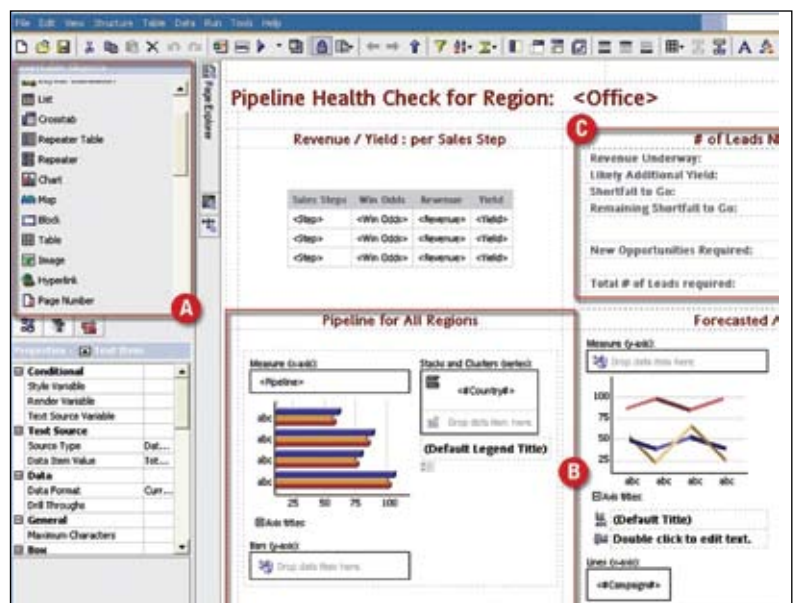 File Edit View Structure Table Data Run Tools Help
List
Crosstab
Repeater Table
Repeater
Chart
Map
Block
Table
Image
Hyperlink
Page Number
A
Conditional
Style Variable
Render Variable
Text Source Variable
Text Source
Source Type Dat...
Data Item Value Tot...
Data
Data Format Curr...
Drill Throughs
General
Maximum Characters
Box
Page Explorer
Pipeline Health Check for Region: <Office>
Revenue / Yield : per Sales Step
Sales Steps Win Odds Revenue Yield
<Step> <Win Odds> <Revenue> <Yield>
<Step> <Win Odds> <Revenue> <Yield>
<Step> <Win Odds> <Revenue> <Yield>
C
# of Leads N
Revenue Underway:
Likely Additional Yield:
Shortfall to Go:
Remaining Shortfall to Go:
New Opportunities Required:
Total # of Leads required:
Pipeline for All Regions
Measure (x-axis):
<Pipeline>
Stacks and Clusters (series):
<#Country#>
Drop data item here
(Default Legend Title)
abc
abc
abc
abc
25 50 75 100
Axis titles
Bars (y-axis):
Drop data item here
B
Forecasted A
Measure (y-axis):
Drop data item here
100
75
50
25
abc abc abc abc
Axis titles
(Default Title)
Double click to edit text.
Lines (x-axis):
<#Campaign#>